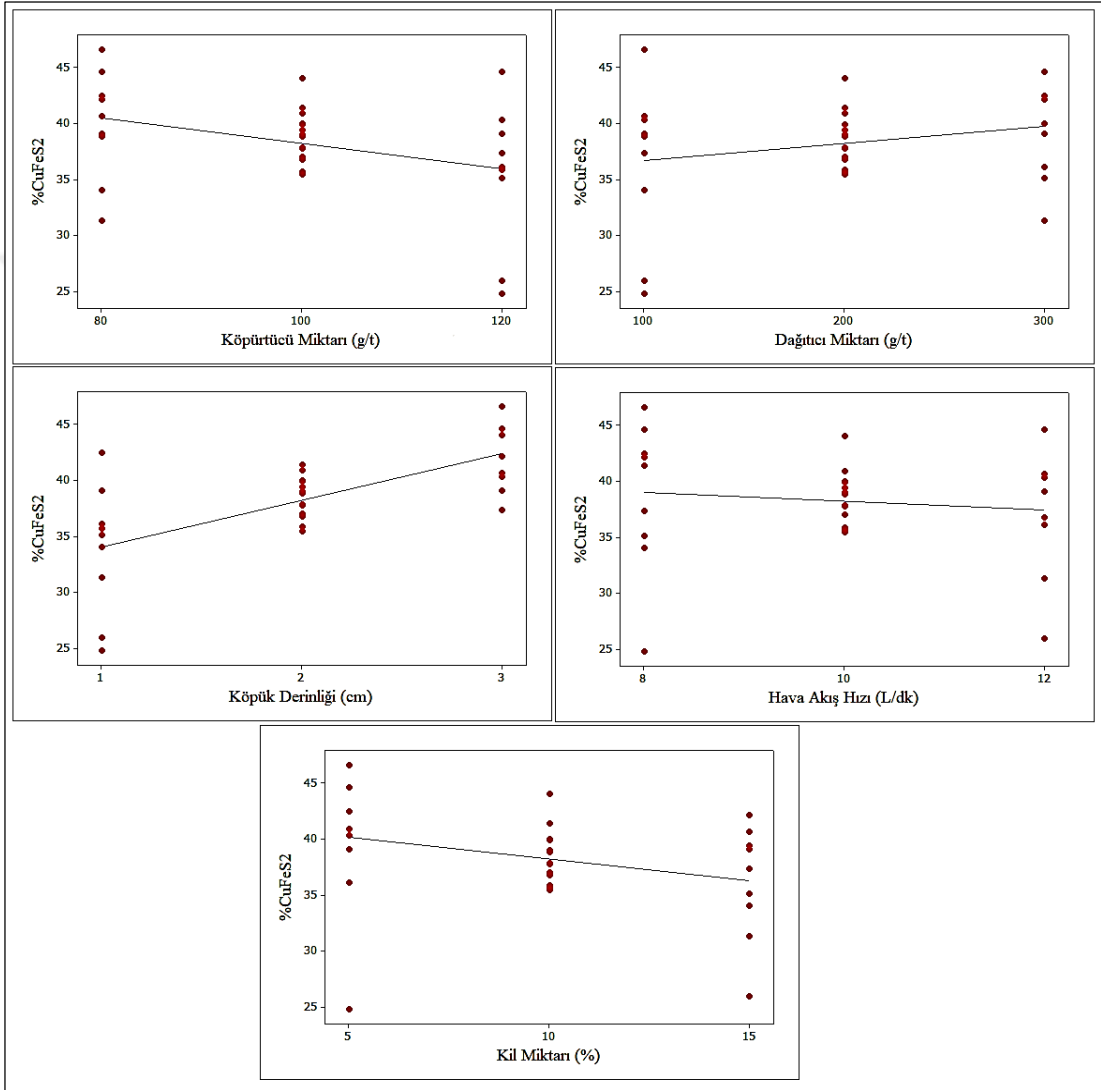 %CuFeS2
45
40
35
30
25
80 100 120
Köpürtücü Miktarı (g/t)
%CuFeS2
45
40
35
30
25
100 200 300
Dağıtıcı Miktarı (g/t)
%CuFeS2
45
40
35
30
25
1 2 3
Köpük Derinliği (cm)
%CuFeS2
45
40
35
30
25
8 10 12
Hava Akış Hızı (L/dk)
%CuFeS2
45
40
35
30
25
5 10 15
Kil Miktarı (%)